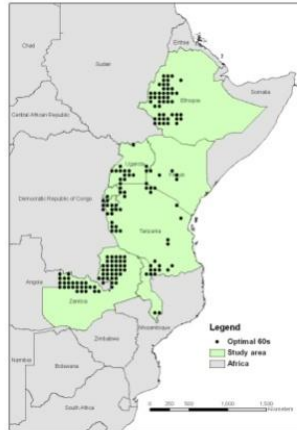 Chad
Sudan
Eritrea
Ethiopia
Somalia
Central African Republic
Uganda
Kenya
Democratic Republic of Congo
Tanzania
Angola
Zambia
Mozambique
Zimbabwe
Namibia
Botswana
South Africa
Legend
Optimal 60s
Study area
Africa
0 250 500 1,000 1,500
Kilometers